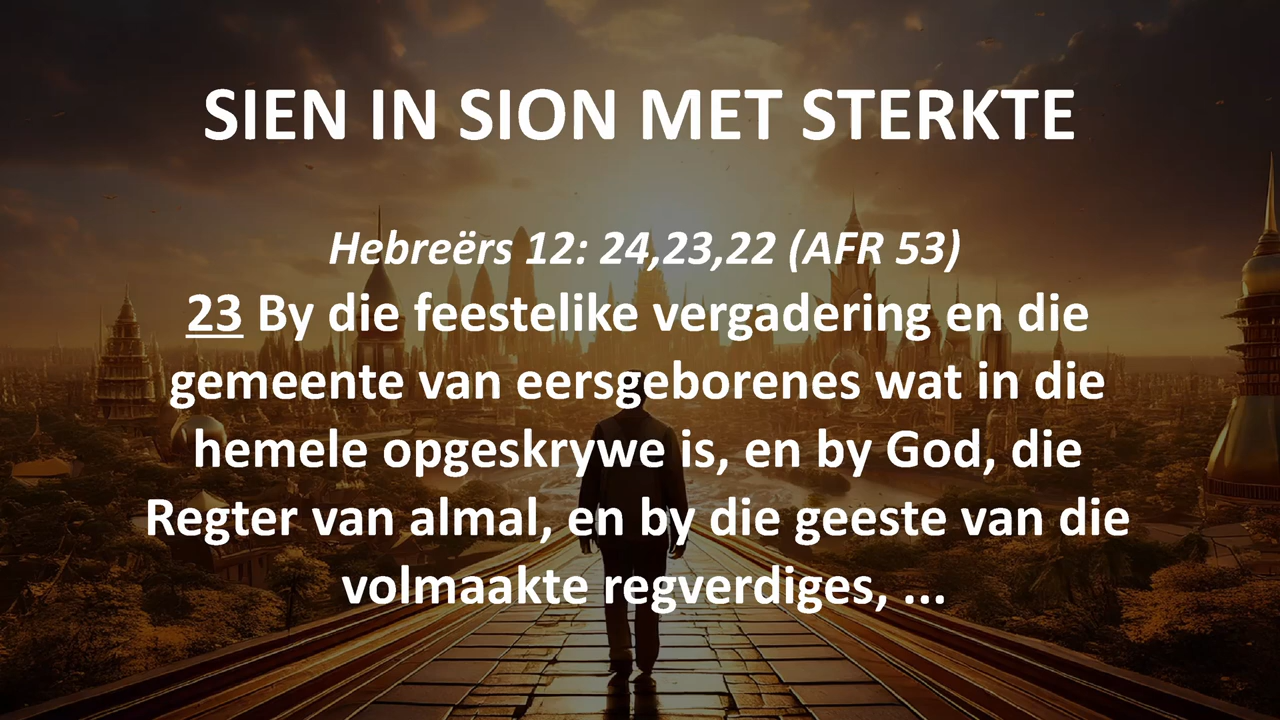 SIEN IN SION MET STERKTE
Hebreërs 12: 24,23,22 (AFR 53)
23 By die feestelike vergadering en die
gemeente van eersgeborenes wat in die
hemele opgeskrywe is, en by God, die
Regter van almal, en by die geeste van die
volmaakte regverdiges, ...